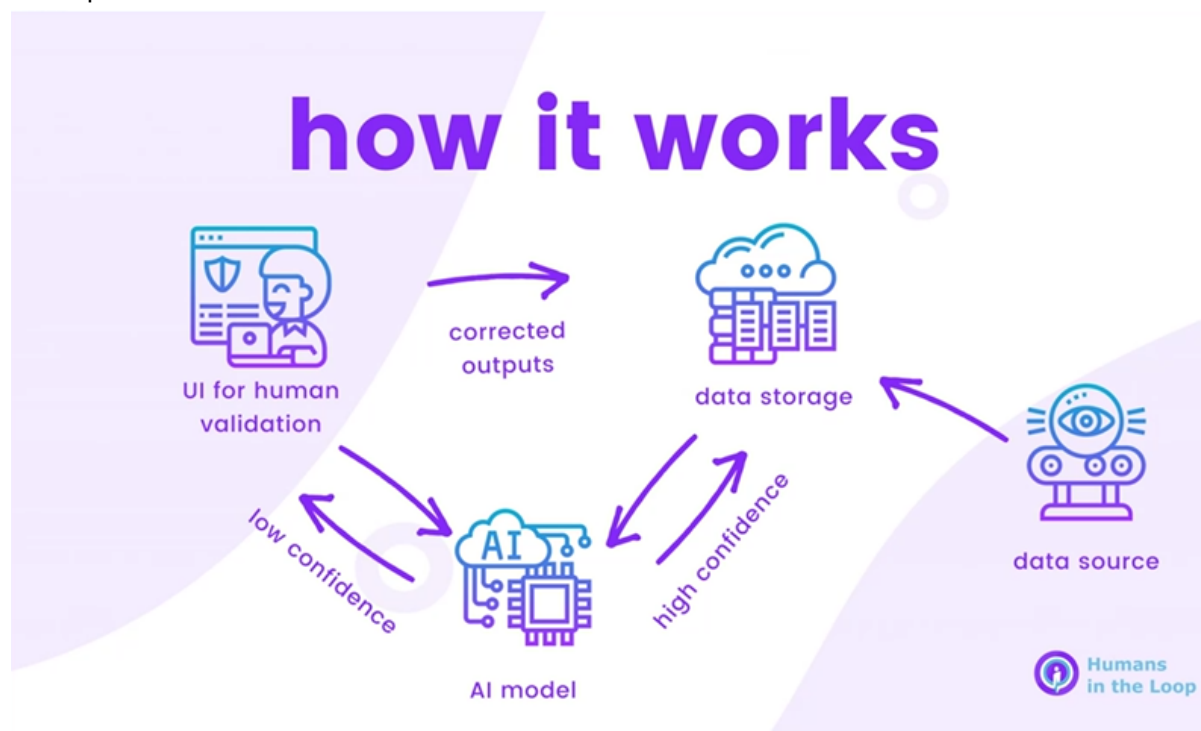 how it works
UI for human
validation
corrected
outputs
data storage
low confidence
high confidence
AI
AI model
data source
Humans
in the Loop